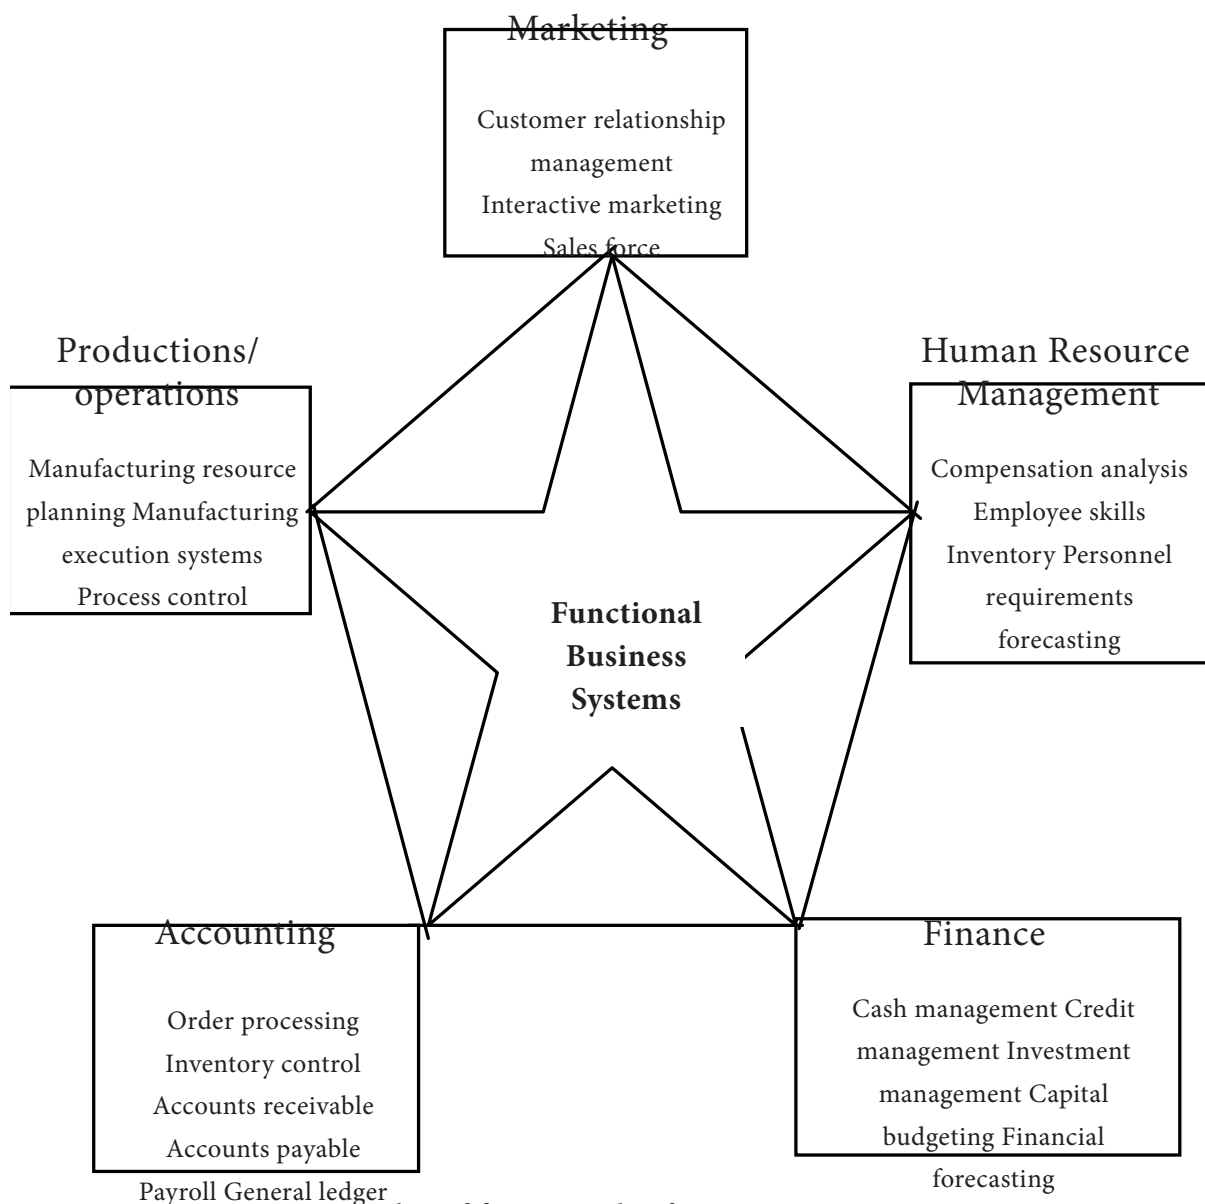 Marketing
Customer relationship
management
Interactive marketing
Sales force
Productions/
operations
Manufacturing resource
planning Manufacturing
execution systems
Process control
Human Resource
Management
Compensation analysis
Employee skills
Inventory Personnel
requirements
forecasting
Functional
Business
Systems
Accounting
Order processing
Inventory control
Accounts receivable
Accounts payable
Payroll General ledger
Finance
Cash management Credit
management Investment
management Capital
budgeting Financial
forecasting